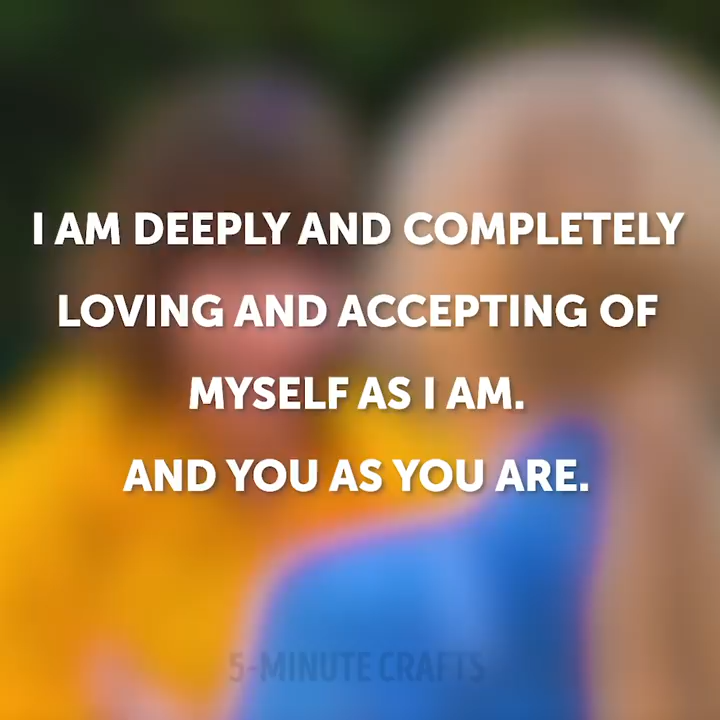 I AM DEEPLY AND COMPLETELY
LOVING AND ACCEPTING OF
MYSELF AS I AM.
AND YOU AS YOU ARE.
5-MINUTE CRAFTS